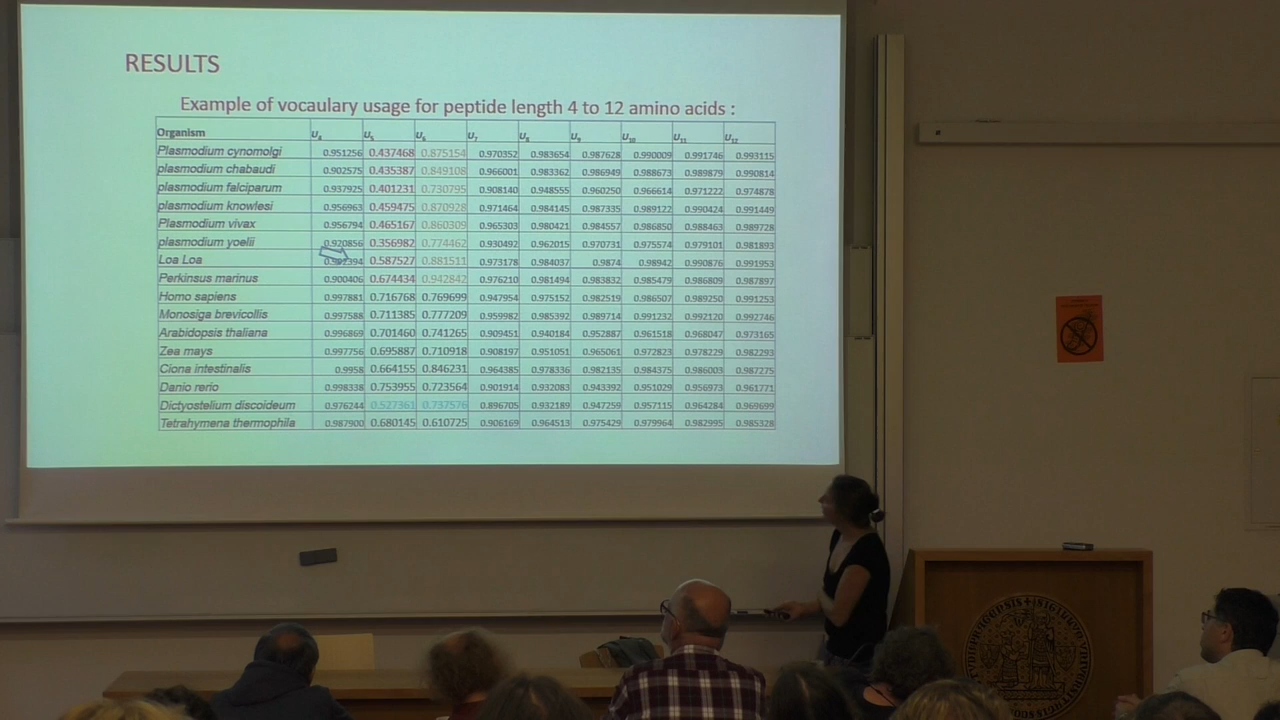 RESULTS
Example of vocaulary usage for peptide length 4 to 12 amino acids :
Organism U4 U5 U6 U7 U8 U9 U10 U11 U12
Plasmodium cynomolgi 0.951256 0.437468 0.875154 0.970352 0.983654 0.987628 0.990009 0.991746 0.993115
plasmodium chabaudi 0.902575 0.435387 0.849108 0.966001 0.983362 0.986949 0.988673 0.989879 0.990814
plasmodium falciparum 0.937925 0.401231 0.730795 0.908140 0.948555 0.960250 0.966614 0.971222 0.974878
plasmodium knowlesi 0.956963 0.459475 0.870928 0.971464 0.984145 0.987335 0.989122 0.990424 0.991449
Plasmodium vivax 0.956794 0.465167 0.860309 0.965303 0.980421 0.984557 0.986850 0.988463 0.989728
plasmodium yoelii 0.920856 0.356982 0.774462 0.930492 0.962015 0.970731 0.975574 0.979101 0.981893
Loa Loa 0.587527 0.881511 0.973178 0.984037 0.9874 0.98942 0.990876 0.991953
Perkinsus marinus 0.900406 0.674434 0.942842 0.976210 0.981494 0.983832 0.985479 0.986809 0.987897
Homo sapiens 0.997881 0.716768 0.769699 0.947954 0.975152 0.982519 0.986507 0.989250 0.991253
Monosiga brevicollis 0.997588 0.711385 0.777209 0.959982 0.985392 0.989714 0.991232 0.992120 0.992746
Arabidopsis thaliana 0.996869 0.701460 0.741265 0.909451 0.940184 0.952887 0.961518 0.968047 0.973165
Zea mays 0.997756 0.695887 0.710918 0.908197 0.951051 0.965061 0.972823 0.978229 0.982293
Ciona intestinalis 0.9958 0.664155 0.846231 0.964385 0.978336 0.982135 0.984375 0.986003 0.987275
Danio rerio 0.998338 0.753955 0.723564 0.901914 0.932083 0.943392 0.951029 0.956973 0.961771
Dictyostelium discoideum 0.976244 0.527361 0.737576 0.896705 0.932189 0.947259 0.957115 0.964284 0.969699
Tetrahymena thermophila 0.987900 0.680145 0.610725 0.906169 0.964513 0.975429 0.979964 0.982995 0.985328